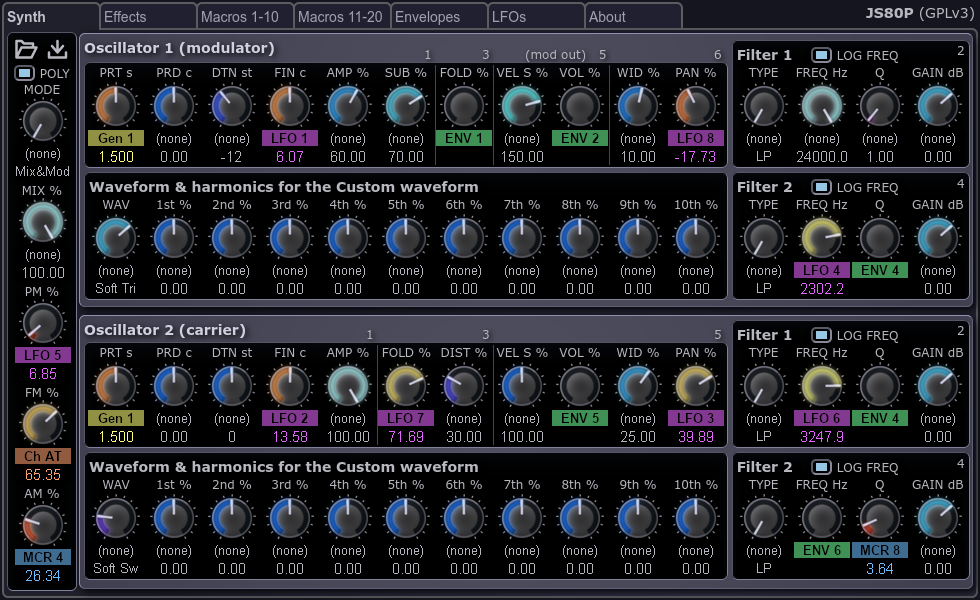 Synth Effects Macros 1-10 Macros 11-20 Envelopes LFOs About JS80P (GPLv3)
POLY
MODE
(none)
Mix&Mod
MIX %
(none)
100.00
PM %
LFO 5
6.85
FM %
Ch AT
65.35
AM %
MCR 4
26.34
Oscillator 1 (modulator) 1 3 (mod out) 5 6
PRT s PRD c DTN st FIN c AMP % SUB % FOLD % VEL S % VOL % WID % PAN %
Gen 1 (none) (none) LFO 1 (none) (none) ENV 1 (none) ENV 2 (none) LFO 8
1.500 0.00 -12 6.07 60.00 70.00 150.00 10.00 -17.73
Filter 1 LOG FREQ 2
TYPE FREQ Hz Q GAIN dB
(none) (none) (none) (none)
LP 24000.0 1.00 0.00
Waveform & harmonics for the Custom waveform
WAV 1st % 2nd % 3rd % 4th % 5th % 6th % 7th % 8th % 9th % 10th %
(none) (none) (none) (none) (none) (none) (none) (none) (none) (none) (none)
Soft Tri 0.00 0.00 0.00 0.00 0.00 0.00 0.00 0.00 0.00 0.00
Filter 2 LOG FREQ 4
TYPE FREQ Hz Q GAIN dB
(none) LFO 4 ENV 4 (none)
LP 2302.2 0.00
Oscillator 2 (carrier) 1 3 5
PRT s PRD c DTN st FIN c AMP % FOLD % DIST % VEL S % VOL % WID % PAN %
Gen 1 (none) (none) LFO 2 (none) LFO 7 (none) (none) ENV 5 (none) LFO 3
1.500 0.00 0 13.58 100.00 71.69 30.00 100.00 25.00 39.89
Filter 1 LOG FREQ 2
TYPE FREQ Hz Q GAIN dB
(none) LFO 6 ENV 4 (none)
LP 3247.9 0.00
Waveform & harmonics for the Custom waveform
WAV 1st % 2nd % 3rd % 4th % 5th % 6th % 7th % 8th % 9th % 10th %
(none) (none) (none) (none) (none) (none) (none) (none) (none) (none) (none)
Soft Sw 0.00 0.00 0.00 0.00 0.00 0.00 0.00 0.00 0.00 0.00
Filter 2 LOG FREQ 4
TYPE FREQ Hz Q GAIN dB
(none) ENV 6 MCR 8 (none)
LP 3.64 0.00